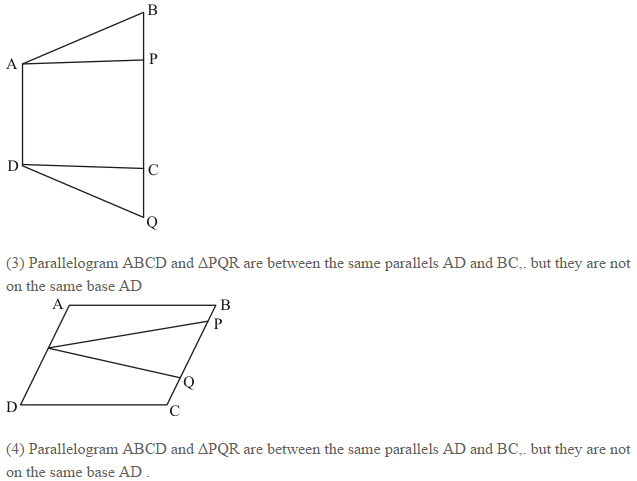 B
P
A
D
C
Q
(3) Parallelogram ABCD and ΔPQR are between the same parallels AD and BC,. but they are not
on the same base AD
A
B
P
Q
D
C
(4) Parallelogram ABCD and ΔPQR are between the same parallels AD and BC,. but they are not
on the same base AD .